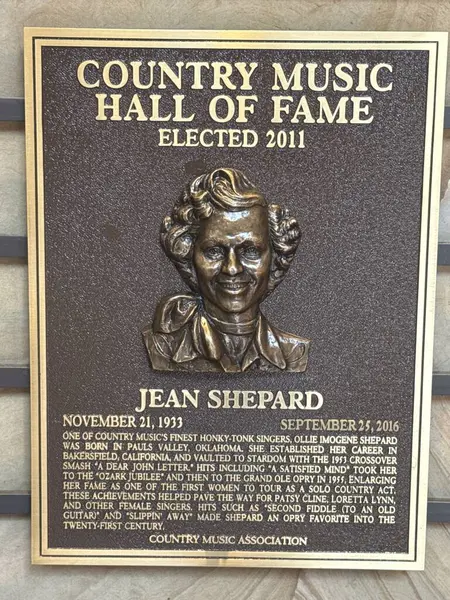 COUNTRY MUSIC
HALL OF FAME
ELECTED 2011
JEAN SHEPARD
NOVEMBER 21, 1933 SEPTEMBER 25, 2016
ONE OF COUNTRY MUSIC'S FINEST HONKY-TONK SINGERS, OLLIE IMOGENE SHEPARD
WAS BORN IN PAULS VALLEY, OKLAHOMA. SHE ESTABLISHED HER CAREER IN
BAKERSFIELD, CALIFORNIA, AND VAULTED TO STARDOM WITH THE 1953 CROSSOVER
SMASH "A DEAR JOHN LETTER." HITS INCLUDING "A SATISFIED MIND" TOOK HER
TO THE "OZARK JUBILEE" AND THEN TO THE GRAND OLE OPRY IN 1955, ENLARGING
HER FAME AS ONE OF THE FIRST WOMEN TO TOUR AS A SOLO COUNTRY ACT.
THESE ACHIEVEMENTS HELPED PAVE THE WAY FOR PATSY CLINE, LORETTA LYNN,
AND OTHER FEMALE SINGERS. HITS SUCH AS "SECOND FIDDLE (TO AN OLD
GUITAR)" AND "SLIPPIN' AWAY" MADE SHEPARD AN OPRY FAVORITE INTO THE
TWENTY-FIRST CENTURY.
COUNTRY MUSIC ASSOCIATION